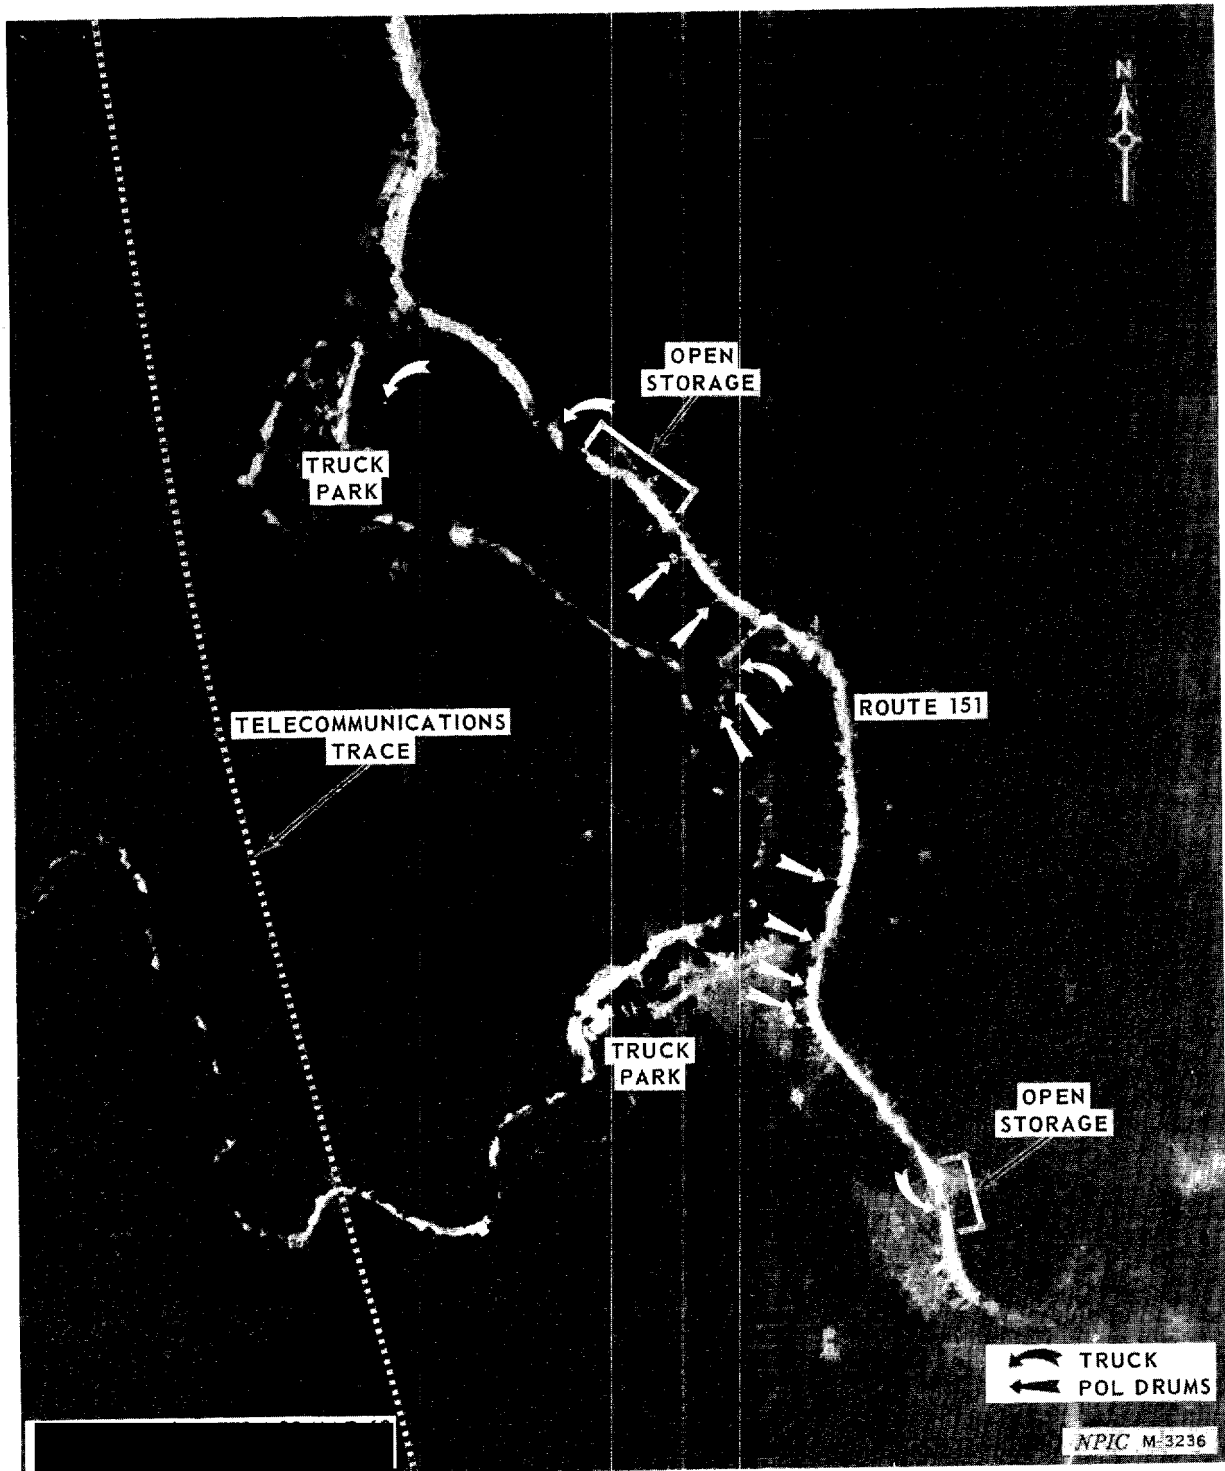 N
OPEN
STORAGE
TRUCK
PARK
ROUTE 151
TELECOMMUNICATIONS
TRACE
TRUCK
PARK
OPEN
STORAGE
TRUCK
POL DRUMS
NPIC M-3236